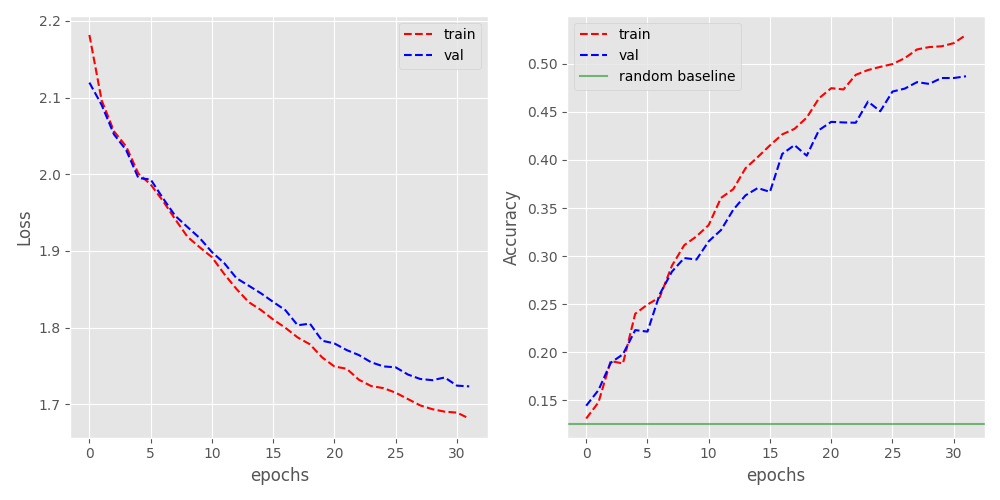 2.2
2.1
2.0
1.9
1.8
1.7
Loss
0 5 10 15 20 25 30
epochs
train
val
0.50
0.45
0.40
0.35
0.30
0.25
0.20
0.15
Accuracy
0 5 10 15 20 25 30
epochs
train
val
random baseline